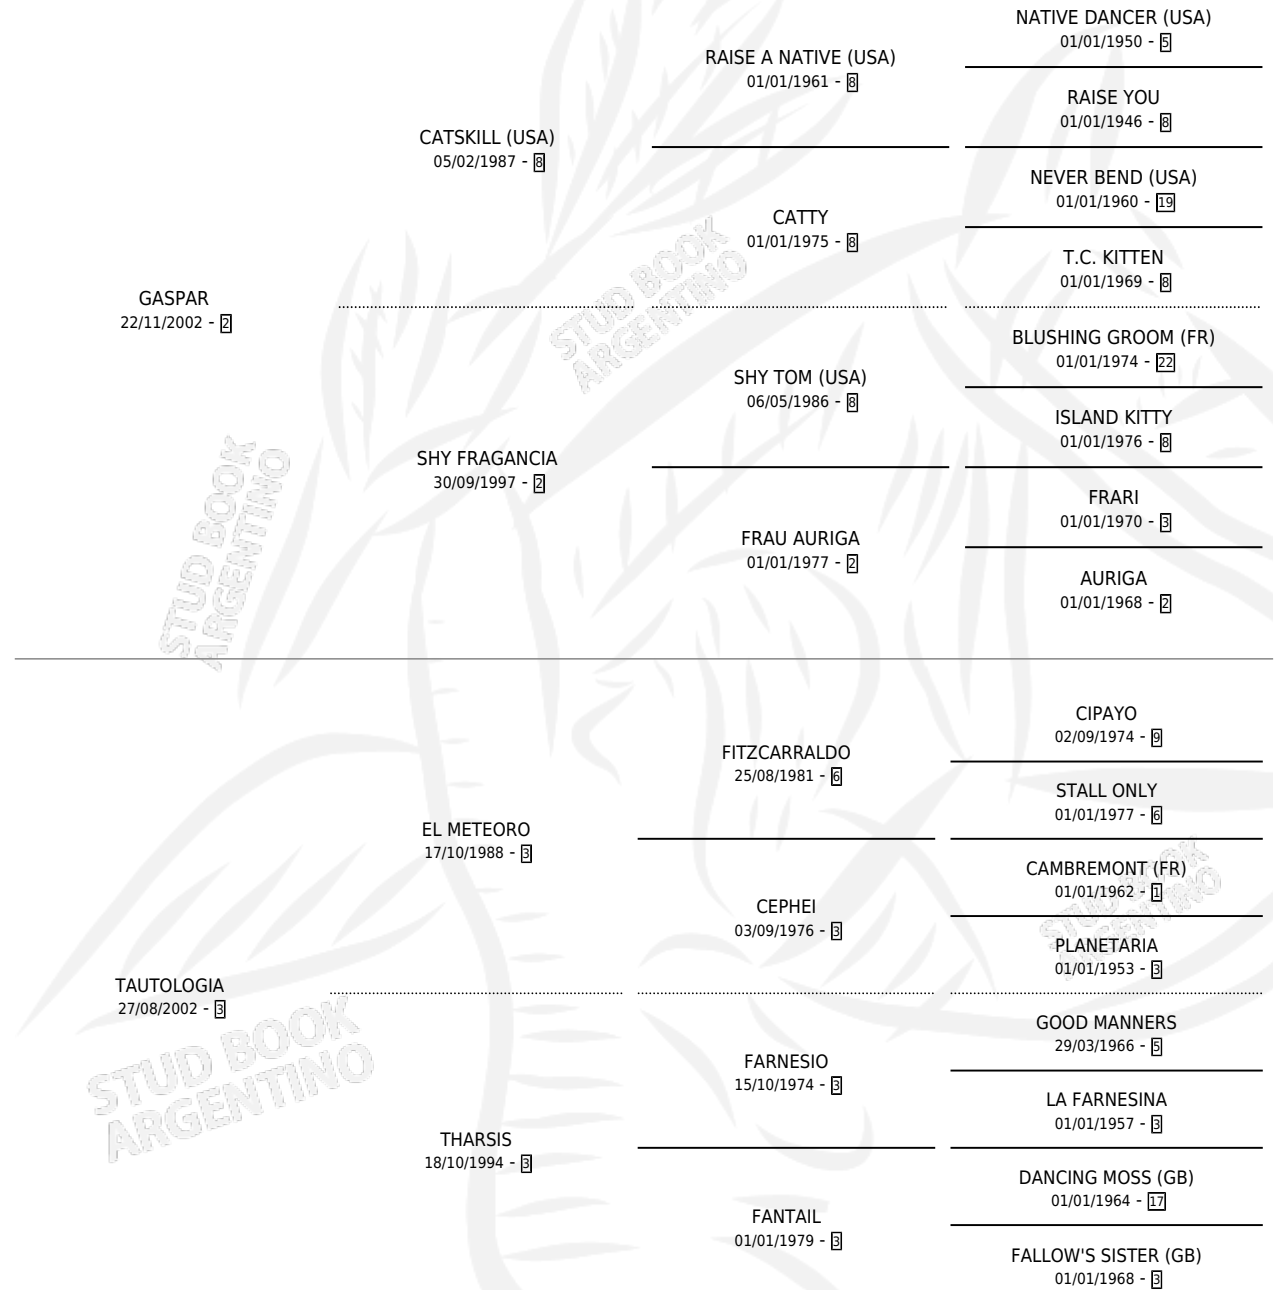 NATIVE DANCER (USA)
01/01/1950 - 5
RAISE A NATIVE (USA)
01/01/1961 - 8
RAISE YOU
01/01/1946 - 8
CATSKILL (USA)
05/02/1987 - 8
NEVER BEND (USA)
01/01/1960 - 19
CATTY
01/01/1975 - 8
T.C. KITTEN
01/01/1969 - 8
GASPAR
22/11/2002 - 2
BLUSHING GROOM (FR)
01/01/1974 - 22
SHY TOM (USA)
06/05/1986 - 8
ISLAND KITTY
01/01/1976 - 8
SHY FRAGANCIA
30/09/1997 - 2
FRARI
01/01/1970 - 3
FRAU AURIGA
01/01/1977 - 2
AURIGA
01/01/1968 - 2
CIPAYO
02/09/1974 - 9
FITZCARRALDO
25/08/1981 - 6
STALL ONLY
01/01/1977 - 6
EL METEORO
17/10/1988 - 3
CAMBREMONT (FR)
01/01/1962 - 1
CEPHEI
03/09/1976 - 3
PLANETARIA
01/01/1953 - 3
TAUTOLOGIA
27/08/2002 - 3
GOOD MANNERS
29/03/1966 - 5
FARNESIO
15/10/1974 - 3
LA FARNESINA
01/01/1957 - 3
THARSIS
18/10/1994 - 3
DANCING MOSS (GB)
01/01/1964 - 17
FANTAIL
01/01/1979 - 3
FALLOW'S SISTER (GB)
01/01/1968 - 3
STUD BOOK
ARGENTINO
STUD BOOK
ARGENTINO
STUD BOOK
ARGENTINO
STUD BOOK
ARGENTINO